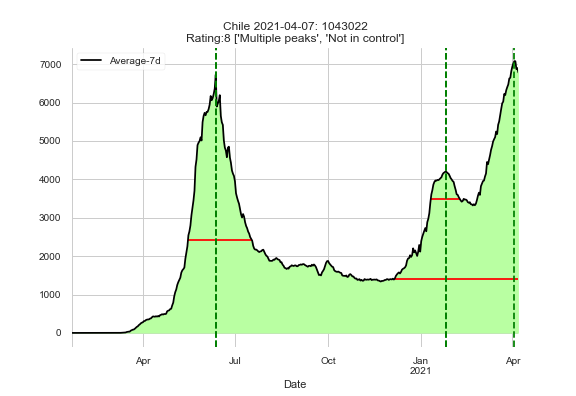 Chile 2021-04-07: 1043022
Rating:8 ['Multiple peaks', 'Not in control']
Average-7d
7000
6000
5000
4000
3000
2000
1000
0
Apr Jul Oct Jan Apr
2021
Date